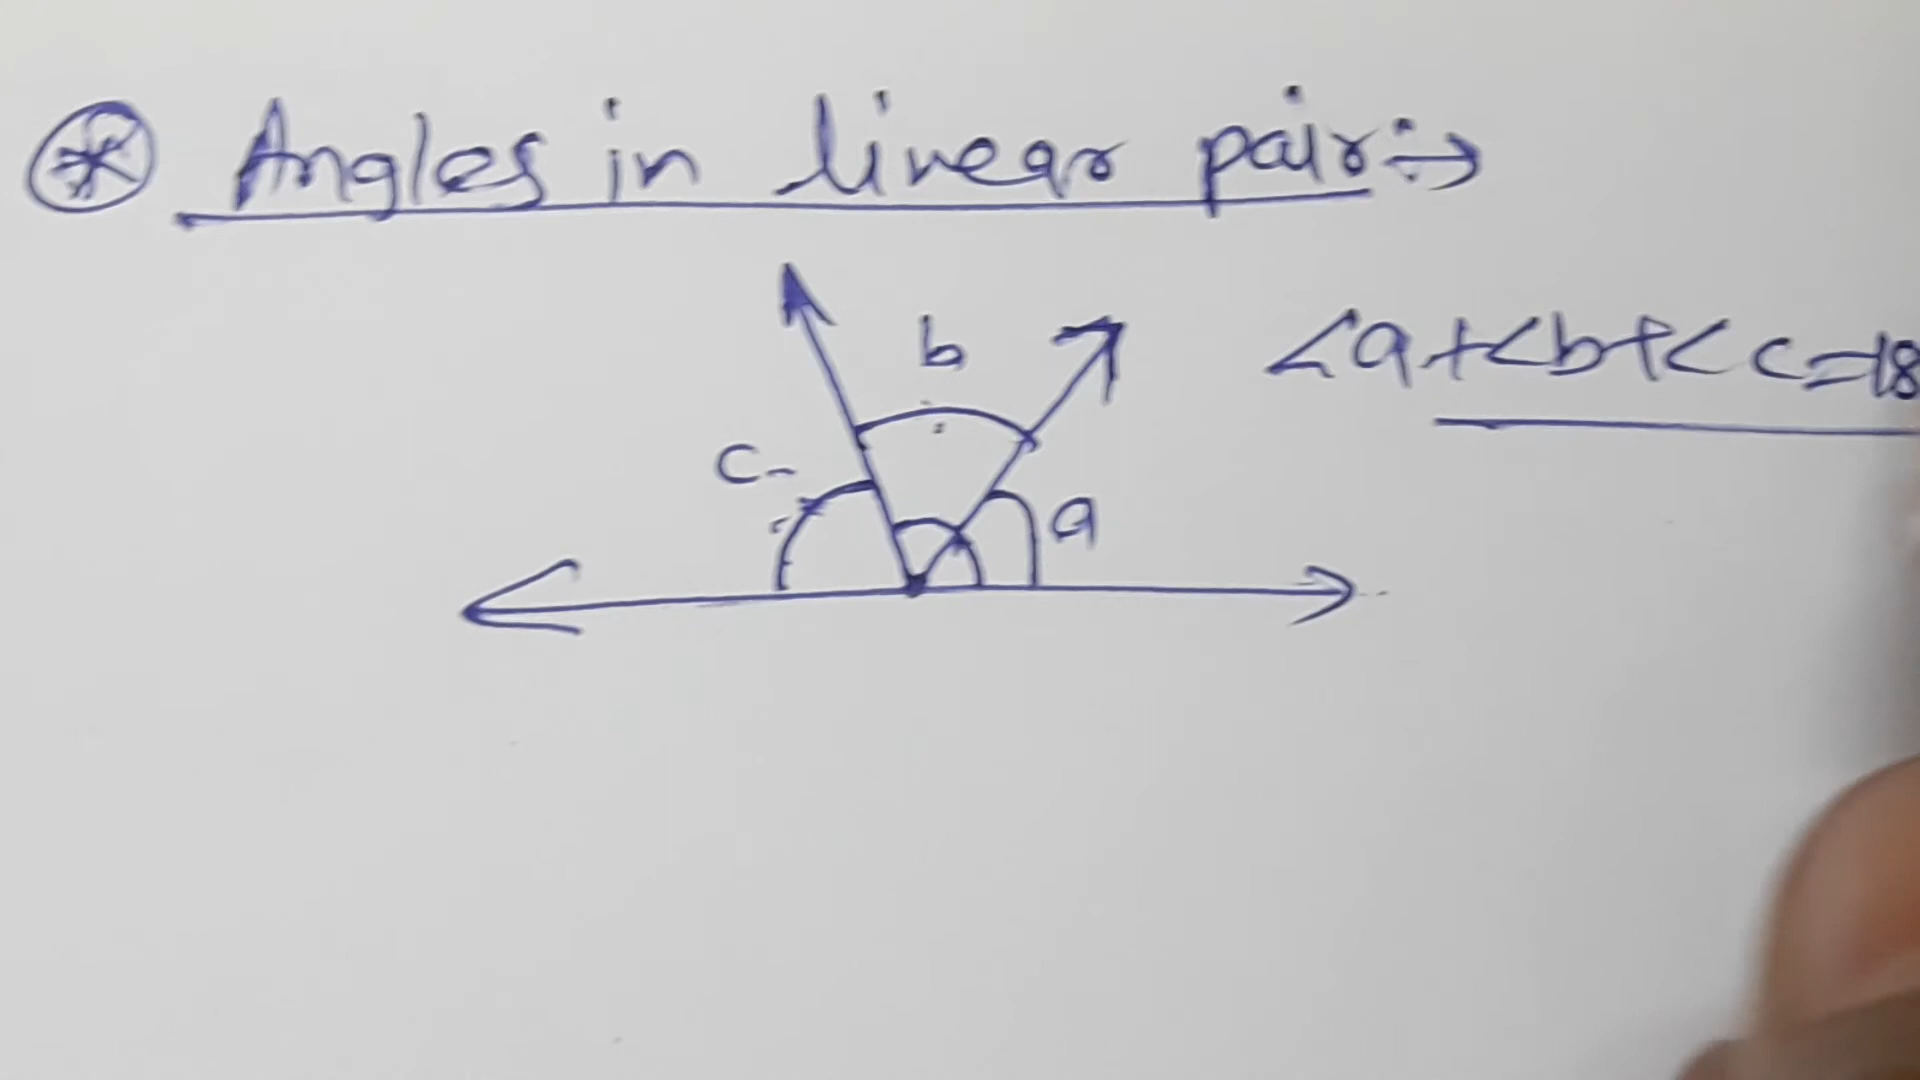 Angles in linear pair:→
b
<a+<b+<c=18
c
a